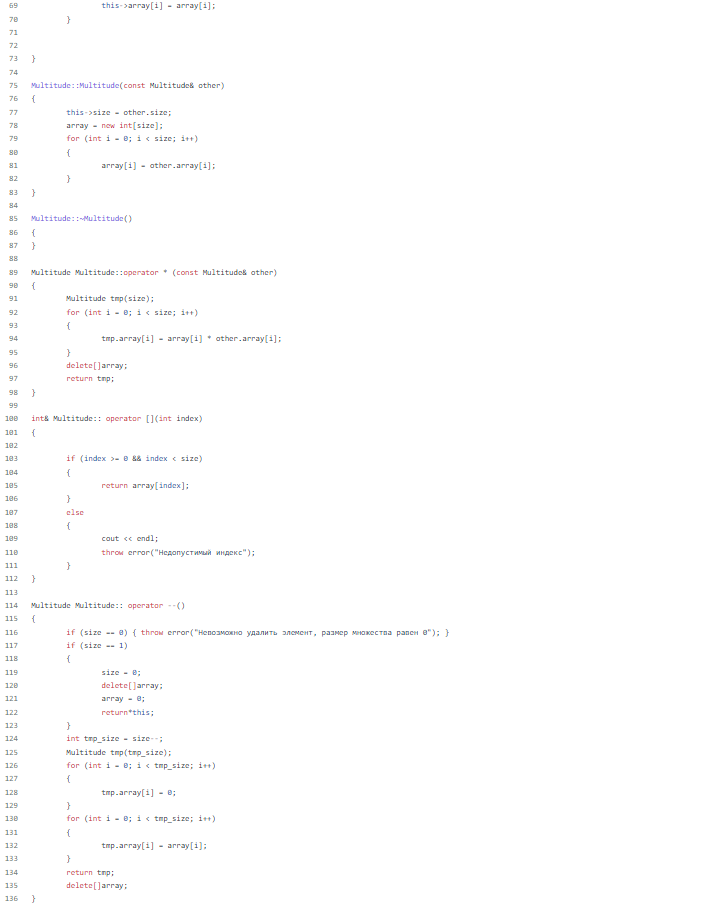 69 this->array[i] = array[i];
70 }
71
72
73 }
74
75 Multitude::Multitude(const Multitude& other)
76 {
77 this->size = other.size;
78 array = new int[size];
79 for (int i = 0; i < size; i++)
80 {
81 array[i] = other.array[i];
82 }
83 }
84
85 Multitude::~Multitude()
86 {
87 }
88
89 Multitude Multitude::operator * (const Multitude& other)
90 {
91 Multitude tmp(size);
92 for (int i = 0; i < size; i++)
93 {
94 tmp.array[i] = array[i] * other.array[i];
95 }
96 delete[]array;
97 return tmp;
98 }
99
100 int& Multitude:: operator [](int index)
101 {
102
103 if (index >= 0 && index < size)
104 {
105 return array[index];
106 }
107 else
108 {
109 cout << endl;
110 throw error("Недопустимый индекс");
111 }
112 }
113
114 Multitude Multitude:: operator --()
115 {
116 if (size == 0) { throw error("Невозможно удалить элемент, размер множества равен 0"); }
117 if (size == 1)
118 {
119 size = 0;
120 delete[]array;
121 array = 0;
122 return*this;
123 }
124 int tmp_size = size--;
125 Multitude tmp(tmp_size);
126 for (int i = 0; i < tmp_size; i++)
127 {
128 tmp.array[i] = 0;
129 }
130 for (int i = 0; i < tmp_size; i++)
131 {
132 tmp.array[i] = array[i];
133 }
134 return tmp;
135 delete[]array;
136 }